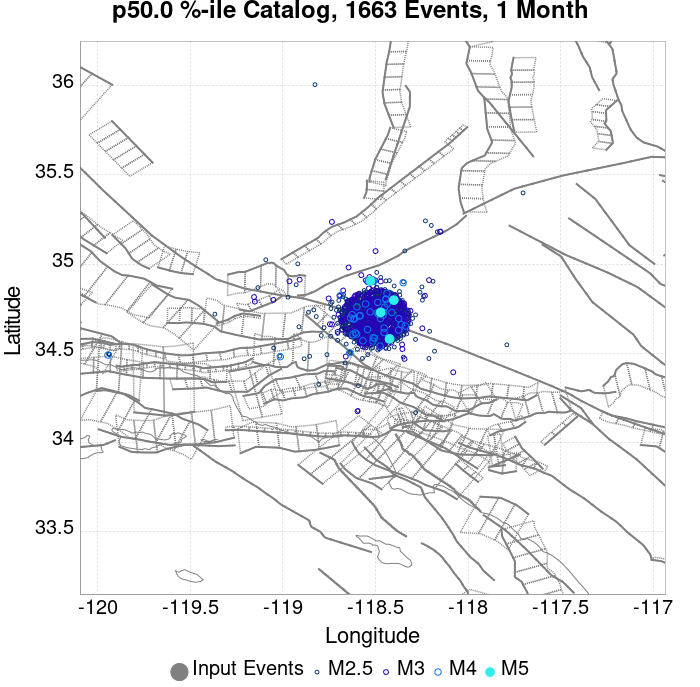 p50.0 %-ile Catalog, 1663 Events, 1 Month
36
35.5
35
34.5
34
33.5
Latitude
-120 -119.5 -119 -118.5 -118 -117.5 -117
Longitude
Input Events M2.5 M3 M4 M5